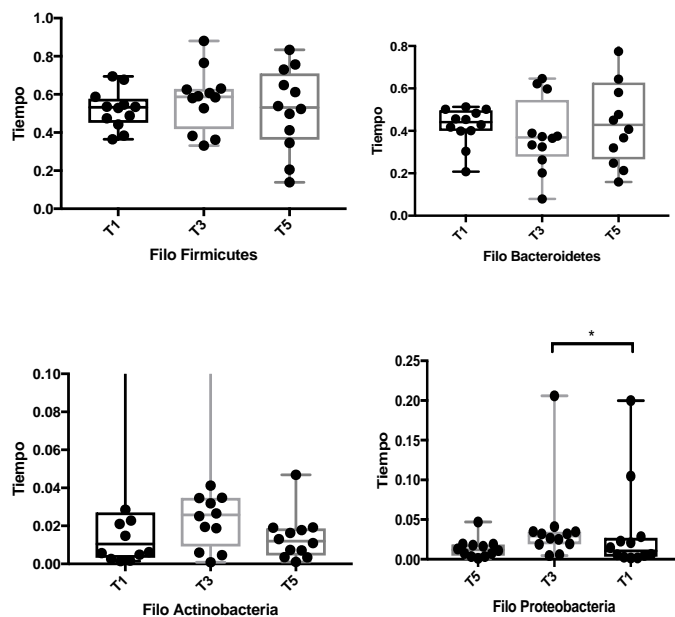 1.0
0.8
0.6
0.4
0.2
0.0
Tiempo
T1
T3
T5
Filo Firmicutes
0.8
0.6
0.4
0.2
0.0
Tiempo
T1
T3
T5
Filo Bacteroidetes
0.10
0.08
0.06
0.04
0.02
0.00
Tiempo
T1
T3
T5
Filo Actinobacteria
*
0.25
0.20
0.15
0.10
0.05
0.00
Tiempo
T5
T3
T1
Filo Proteobacteria